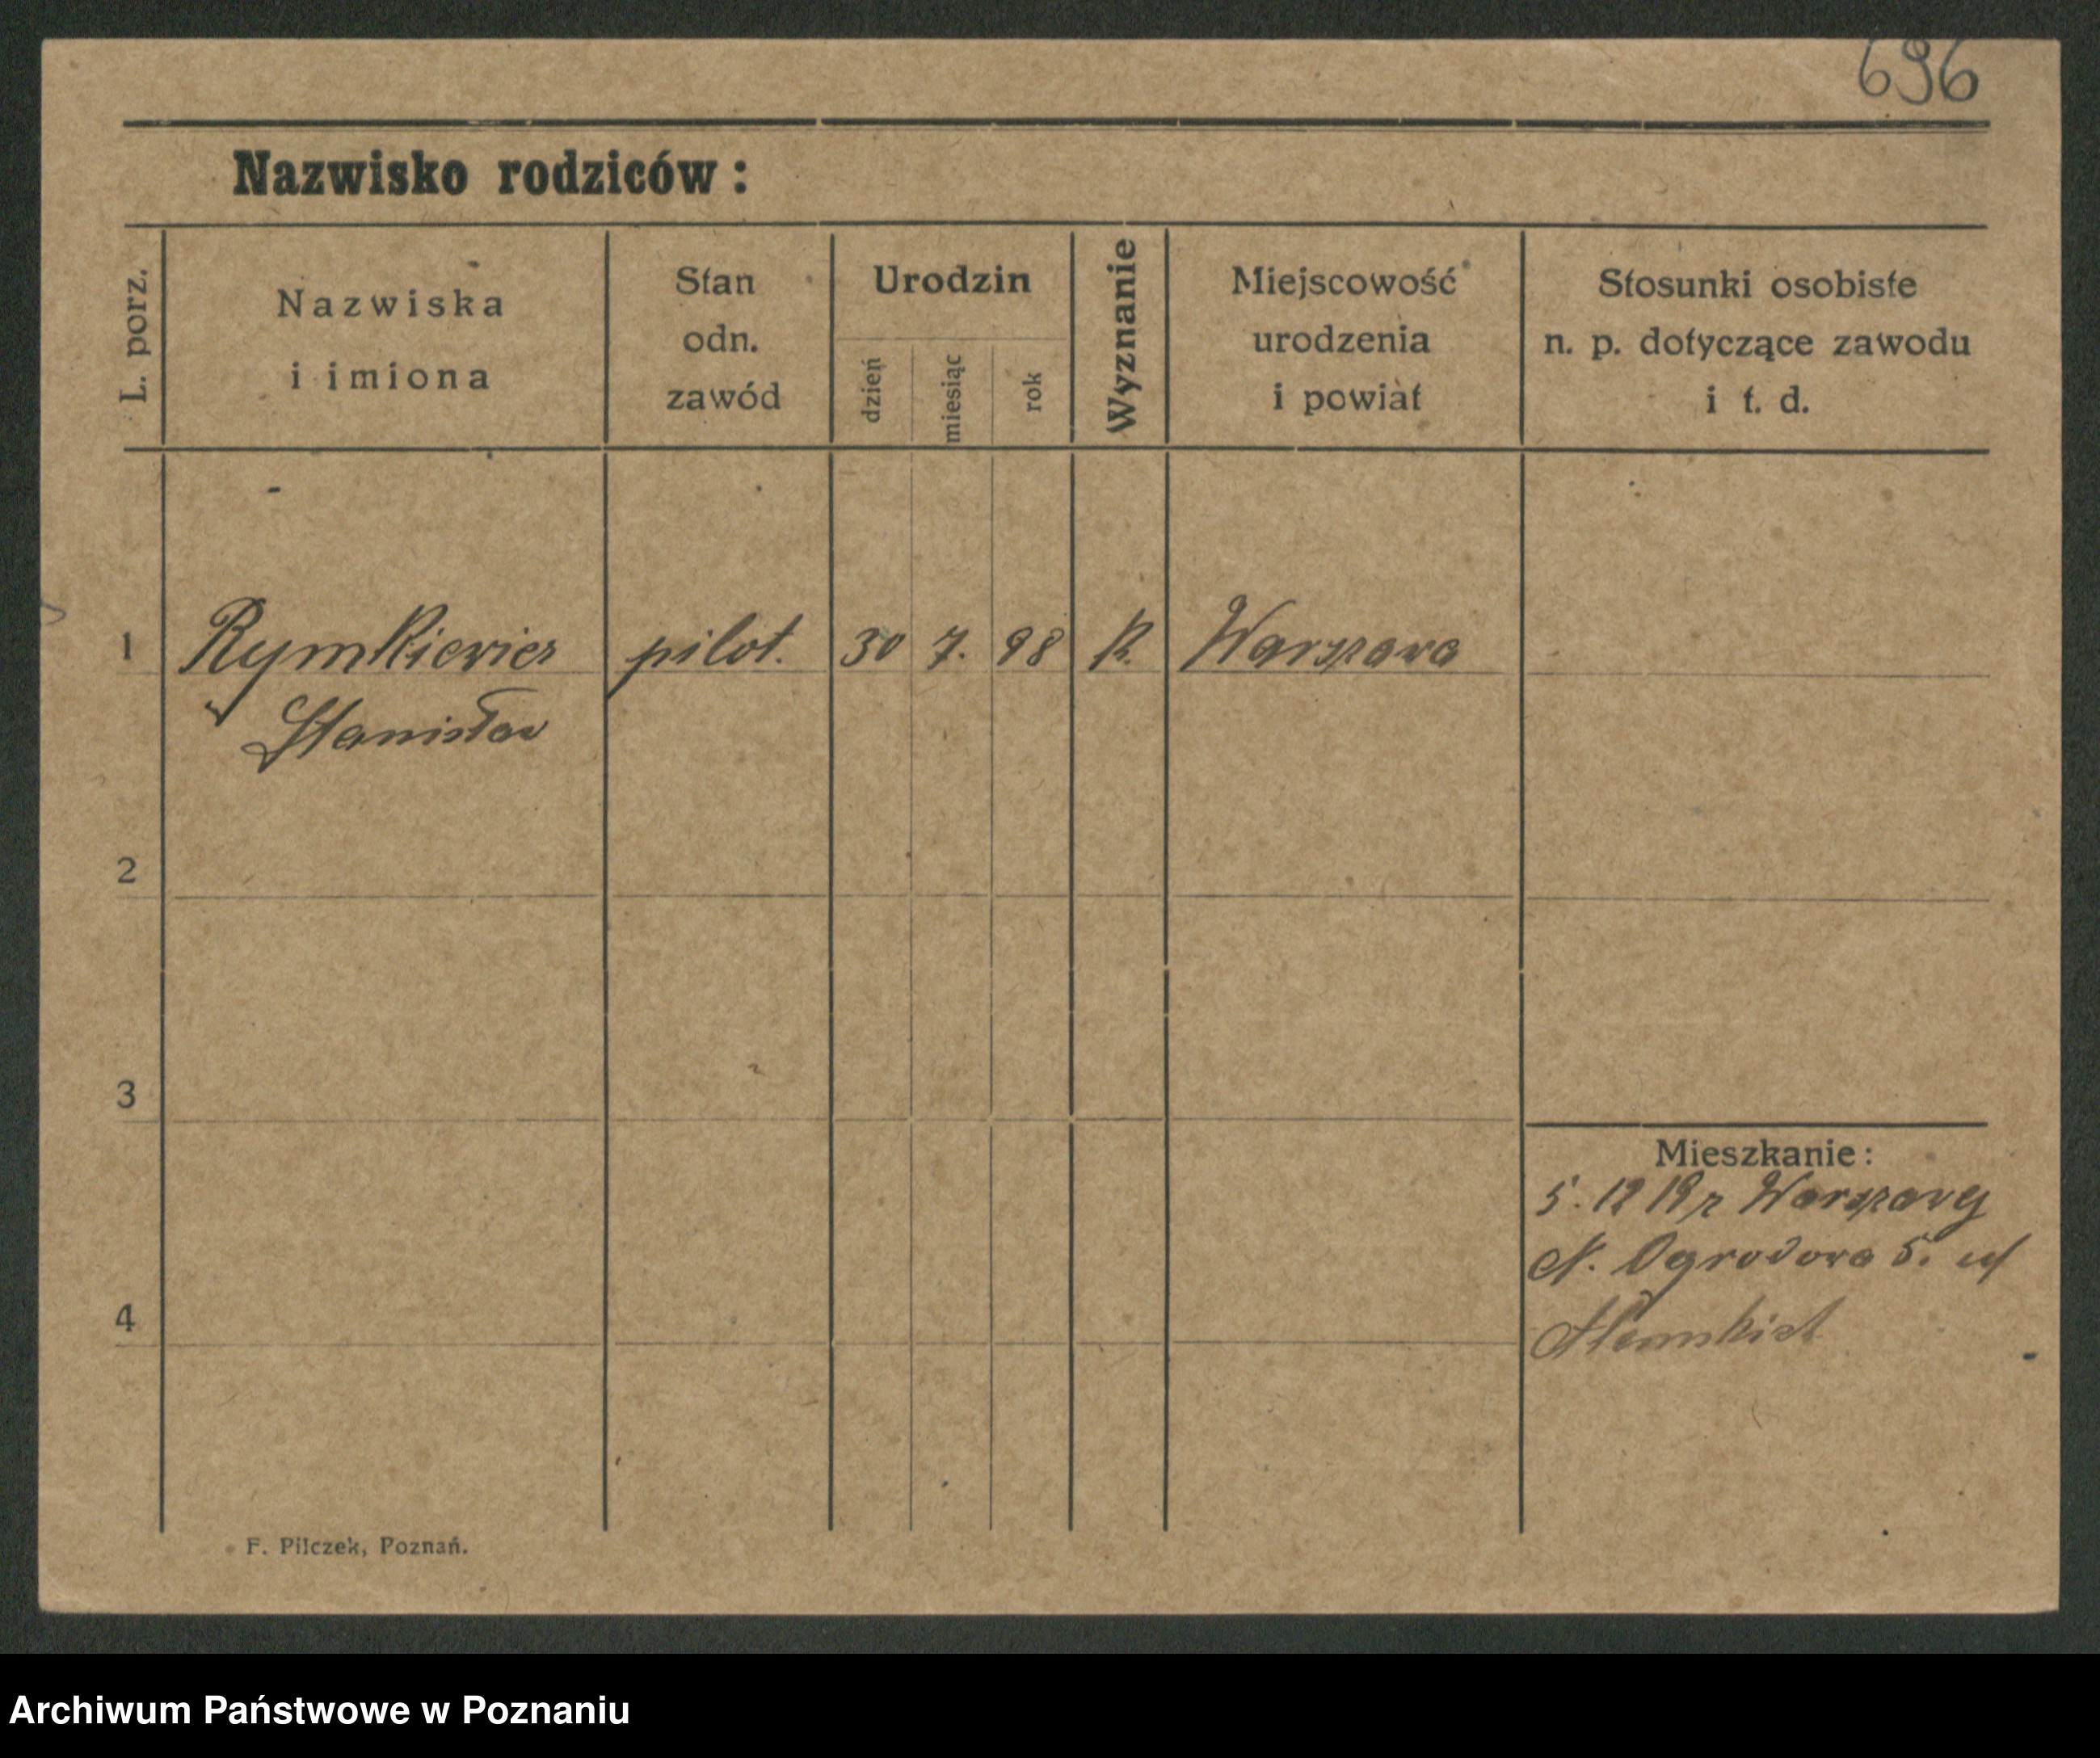 696
Nazwisko rodziców:
L. porz.
Nazwiska
i imiona
Stan
odn.
zawód
Urodzin
dzień
miesiąc
rok
Wyznanie
Miejscowość
urodzenia
i powiat
Stosunki osobiste
n. p. dotyczące zawodu
i t. d.
1 Rymkiewicz pilot. 30 7. 98 K. Warszawa
Stanisław
2
3
Mieszkanie:
5. 12 19 z Warszawy
N. Ogrodowa 5.
4
F. Pilczek, Poznań.
Archiwum Państwowe w Poznaniu